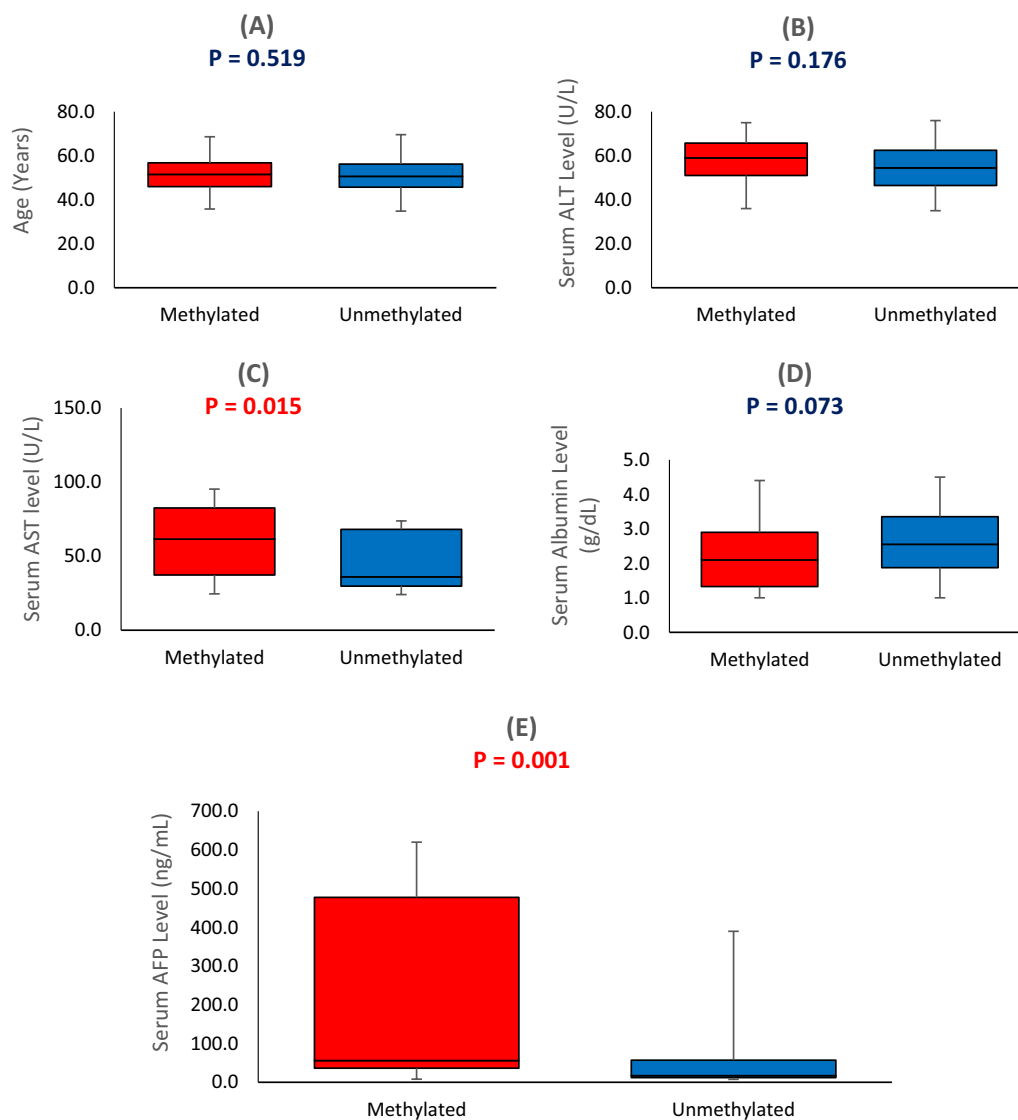 (A)
P = 0.519
Age (Years)
80.0
60.0
40.0
20.0
0.0
Methylated Unmethylated
(B)
P = 0.176
Serum ALT Level (U/L)
80.0
60.0
40.0
20.0
0.0
Methylated Unmethylated
(C)
P = 0.015
Serum AST level (U/L)
150.0
100.0
50.0
0.0
Methylated Unmethylated
(D)
P = 0.073
Serum Albumin Level
(g/dL)
5.0
4.0
3.0
2.0
1.0
0.0
Methylated Unmethylated
(E)
P = 0.001
Serum AFP Level (ng/mL)
700.0
600.0
500.0
400.0
300.0
200.0
100.0
0.0
Methylated Unmethylated